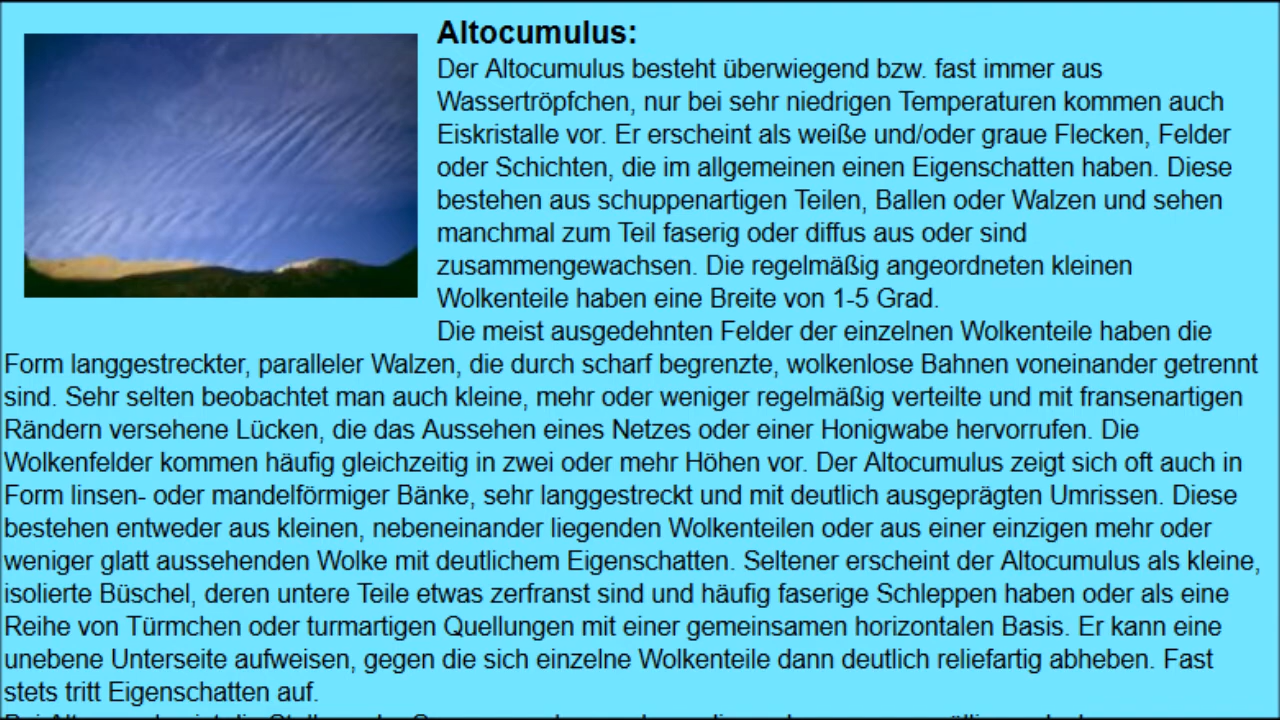 Altocumulus:
Der Altocumulus besteht überwiegend bzw. fast immer aus
Wassertröpfchen, nur bei sehr niedrigen Temperaturen kommen auch
Eiskristalle vor. Er erscheint als weiße und/oder graue Flecken, Felder
oder Schichten, die im allgemeinen einen Eigenschatten haben. Diese
bestehen aus schuppenartigen Teilen, Ballen oder Walzen und sehen
manchmal zum Teil faserig oder diffus aus oder sind
zusammengewachsen. Die regelmäßig angeordneten kleinen
Wolkenteile haben eine Breite von 1-5 Grad.
Die meist ausgedehnten Felder der einzelnen Wolkenteile haben die
Form langgestreckter, paralleler Walzen, die durch scharf begrenzte, wolkenlose Bahnen voneinander getrennt
sind. Sehr selten beobachtet man auch kleine, mehr oder weniger regelmäßig verteilte und mit fransenartigen
Rändern versehene Lücken, die das Aussehen eines Netzes oder einer Honigwabe hervorrufen. Die
Wolkenfelder kommen häufig gleichzeitig in zwei oder mehr Höhen vor. Der Altocumulus zeigt sich oft auch in
Form linsen- oder mandelförmiger Bänke, sehr langgestreckt und mit deutlich ausgeprägten Umrissen. Diese
bestehen entweder aus kleinen, nebeneinander liegenden Wolkenteilen oder aus einer einzigen mehr oder
weniger glatt aussehenden Wolke mit deutlichem Eigenschatten. Seltener erscheint der Altocumulus als kleine,
isolierte Büschel, deren untere Teile etwas zerfranst sind und häufig faserige Schleppen haben oder als eine
Reihe von Türmchen oder turmartigen Quellungen mit einer gemeinsamen horizontalen Basis. Er kann eine
unebene Unterseite aufweisen, gegen die sich einzelne Wolkenteile dann deutlich reliefartig abheben. Fast
stets tritt Eigenschatten auf.